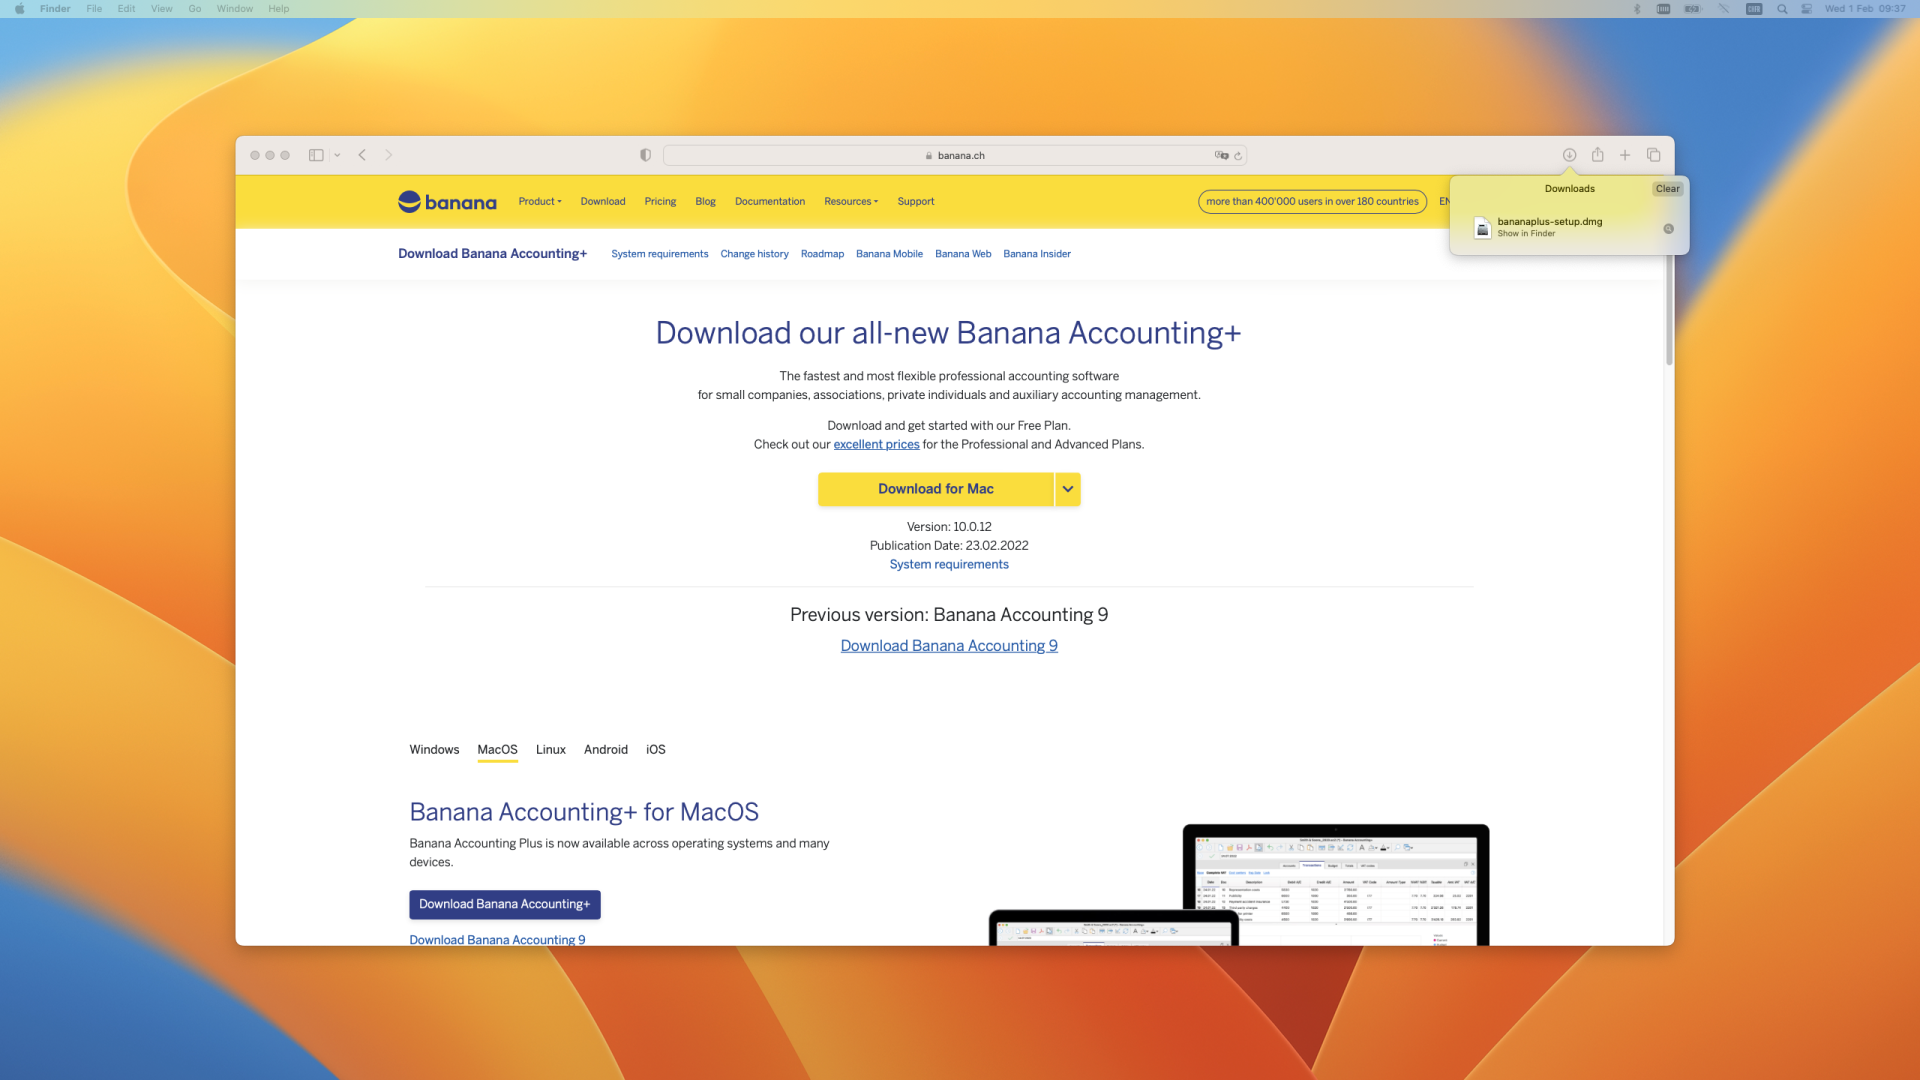 Finder File Edit View Go Window Help
Wed 1 Feb 09:37
banana.ch
Downloads
Clear
bananaplus-setup.dmg
Show in Finder
banana Product Download Pricing Blog Documentation Resources Support
more than 400'000 users in over 180 countries
EN
Download Banana Accounting+ System requirements Change history Roadmap Banana Mobile Banana Web Banana Insider
Download our all-new Banana Accounting+
The fastest and most flexible professional accounting software
for small companies, associations, private individuals and auxiliary accounting management.
Download and get started with our Free Plan.
Check out our excellent prices for the Professional and Advanced Plans.
Download for Mac
Version: 10.0.12
Publication Date: 23.02.2022
System requirements
Previous version: Banana Accounting 9
Download Banana Accounting 9
Windows MacOS Linux Android iOS
Banana Accounting+ for MacOS
Banana Accounting Plus is now available across operating systems and many
devices.
Download Banana Accounting+
Download Banana Accounting 9